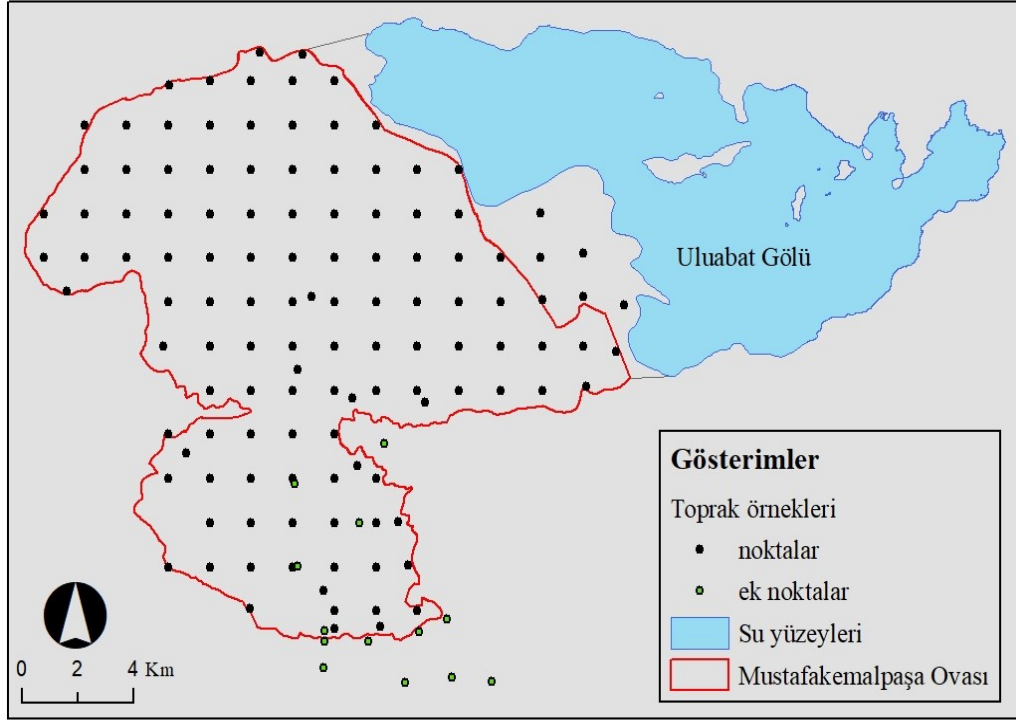 Uluabat Gölü
Gösterimler
Toprak örnekleri
noktalar
ek noktalar
Su yüzeyleri
Mustafakemalpaşa Ovası
0 2 4 Km